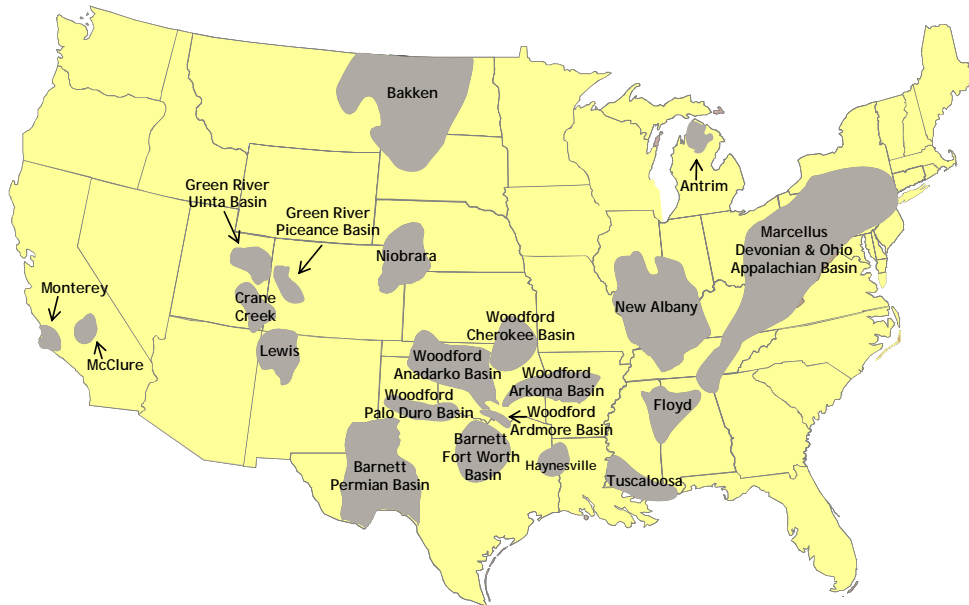 Bakken
Antrim
Green River
Uinta Basin
Green River
Piceance Basin
Marcellus
Devonian & Ohio
Appalachian Basin
Niobrara
Monterey
Crane
Creek
New Albany
Woodford
Cherokee Basin
McClure
Lewis
Woodford
Anadarko Basin
Woodford
Arkoma Basin
Woodford
Palo Duro Basin
Woodford
Ardmore Basin
Floyd
Barnett
Fort Worth
Basin
Barnett
Permian Basin
Haynesville
Tuscaloosa